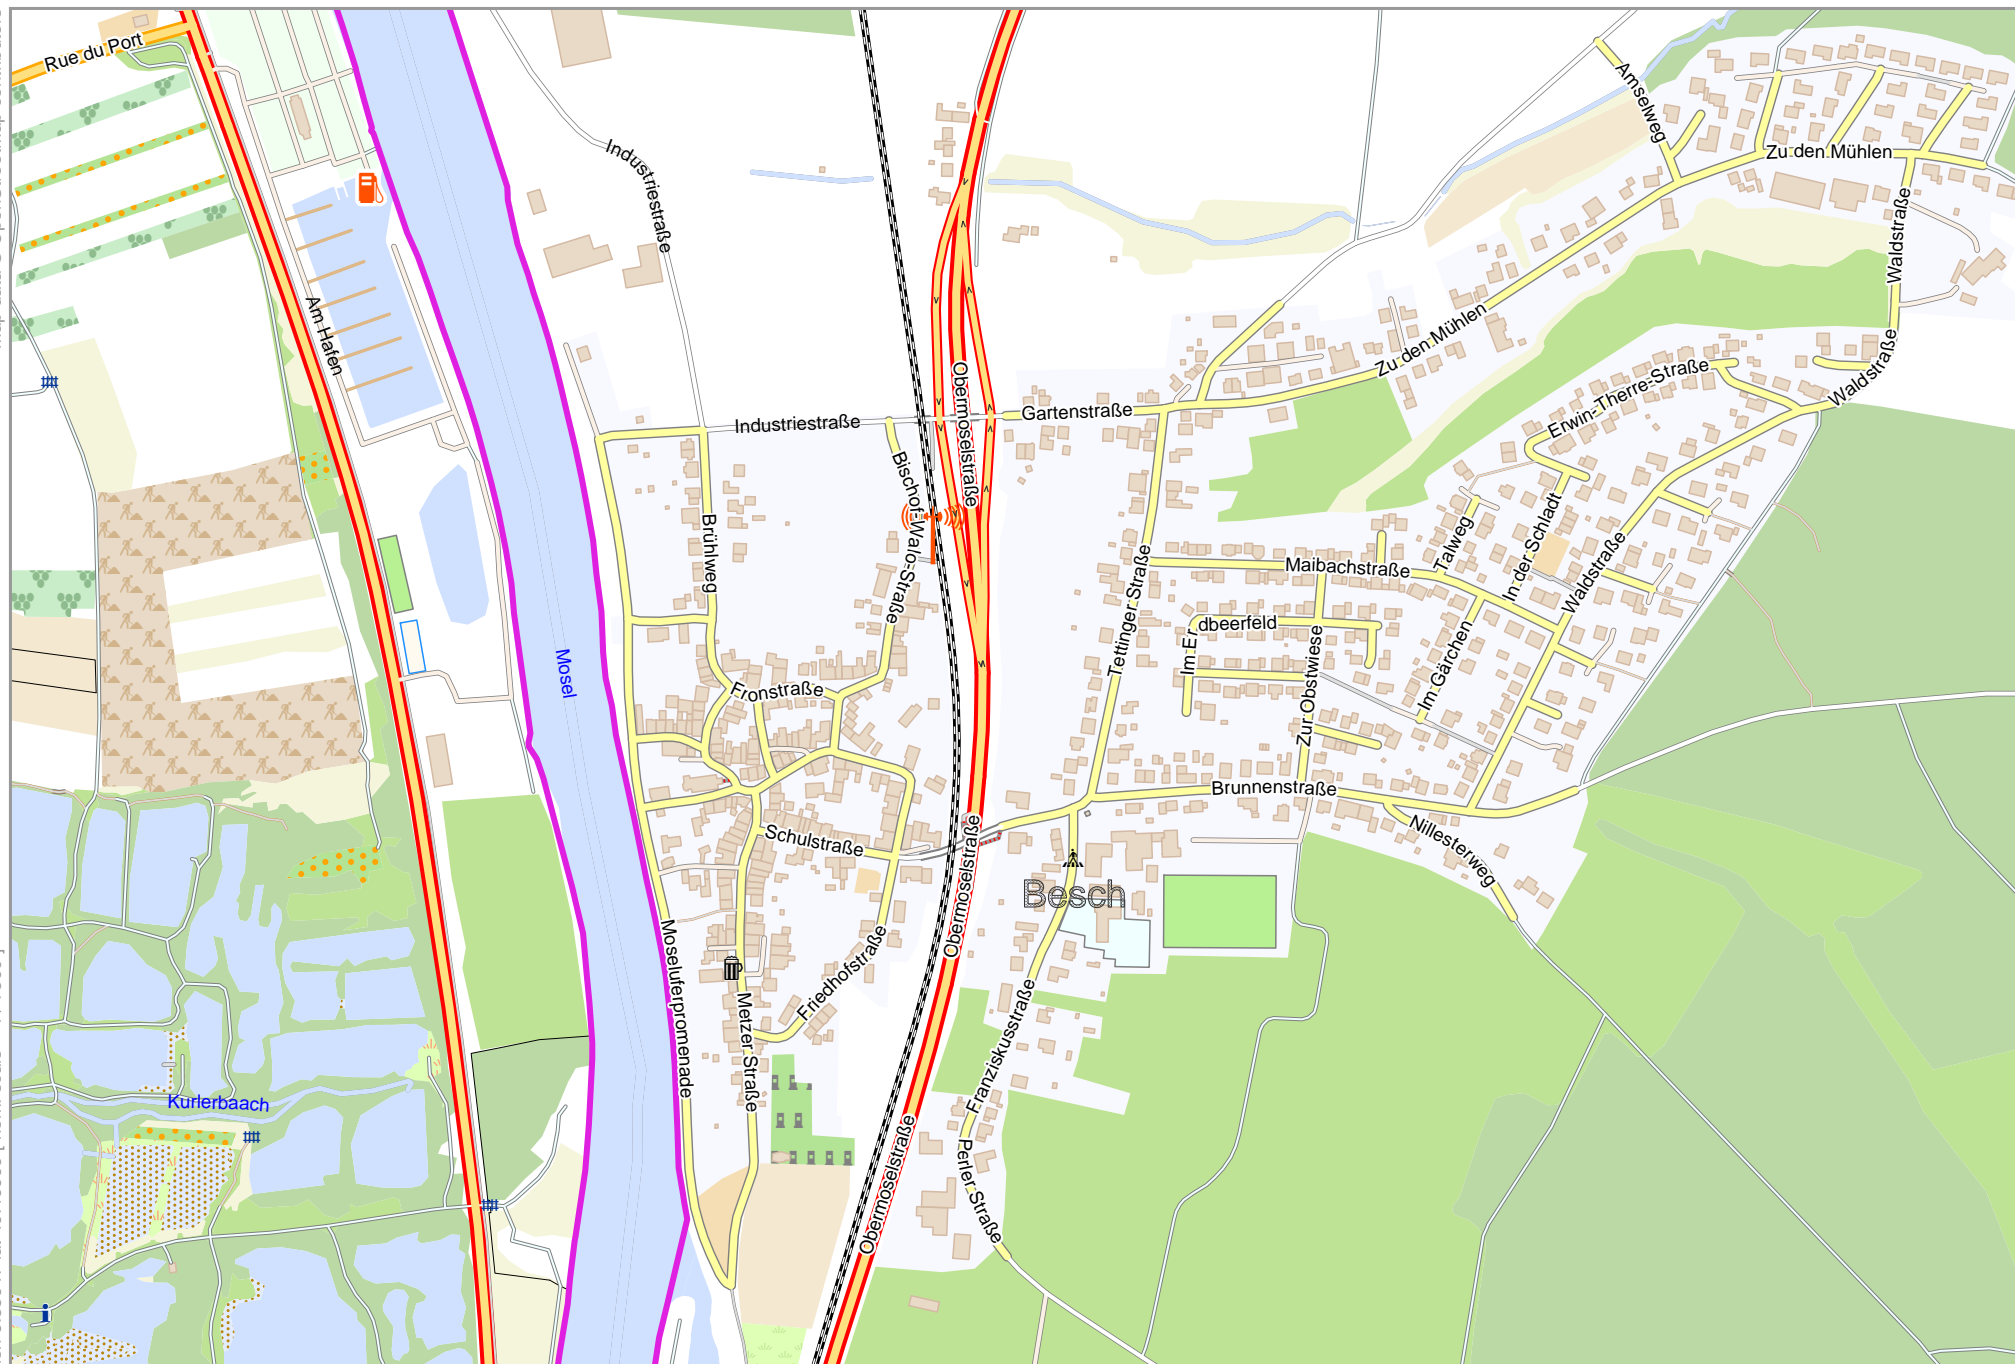 Rue du Port
Amselweg
Industriestraße
Zu den Mühlen
Waldstraße
Am Hafen
Zu den Mühlen
Obermoselstraße
Waldstraße
Erwin-Therre-Straße
Gartenstraße
Industriestraße
Bischof-Walo-Straße
Brühlweg
Talweg
In der Schladt
Waldstraße
Maibachstraße
Tettinger Straße
Im Er
dbeerfeld
Zur Obstwiese
Im Gärchen
Mosel
Fronstraße
Brunnenstraße
Schulstraße
Nillesterweg
Obermoselstraße
Besch
Moseluferpromenade
Friedhofstraße
Metzer Straße
Franziskusstraße
Kurlerbaach
Obermoselstraße
Perler Straße